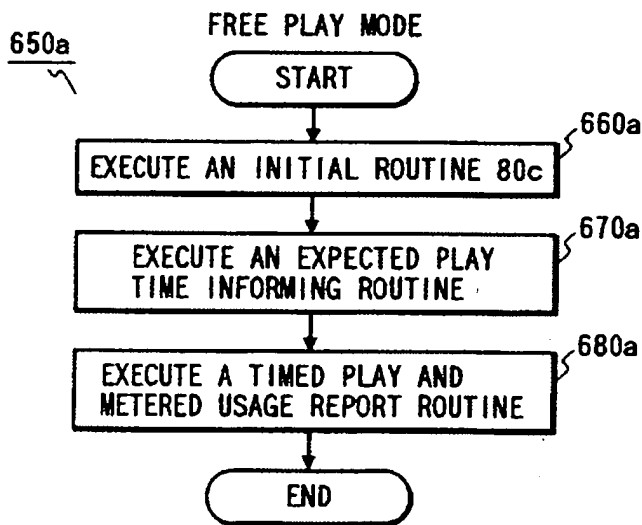 FREE PLAY MODE
650a
START
660a
EXECUTE AN INITIAL ROUTINE 80c
670a
EXECUTE AN EXPECTED PLAY
TIME INFORMING ROUTINE
680a
EXECUTE A TIMED PLAY AND
METERED USAGE REPORT ROUTINE
END